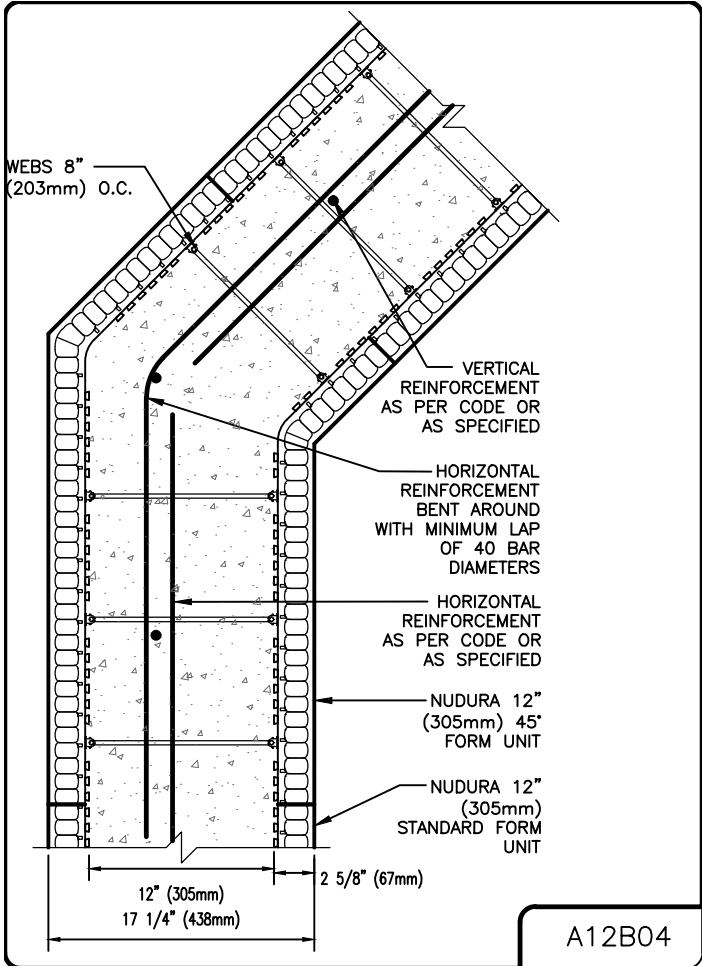 WEBS 8"
(203mm) O.C.
VERTICAL
REINFORCEMENT
AS PER CODE OR
AS SPECIFIED
HORIZONTAL
REINFORCEMENT
BENT AROUND
WITH MINIMUM LAP
OF 40 BAR
DIAMETERS
HORIZONTAL
REINFORCEMENT
AS PER CODE OR
AS SPECIFIED
NUDURA 12"
(305mm) 45°
FORM UNIT
NUDURA 12"
(305mm)
STANDARD FORM
UNIT
2 5/8" (67mm)
12" (305mm)
17 1/4" (438mm)
A12B04